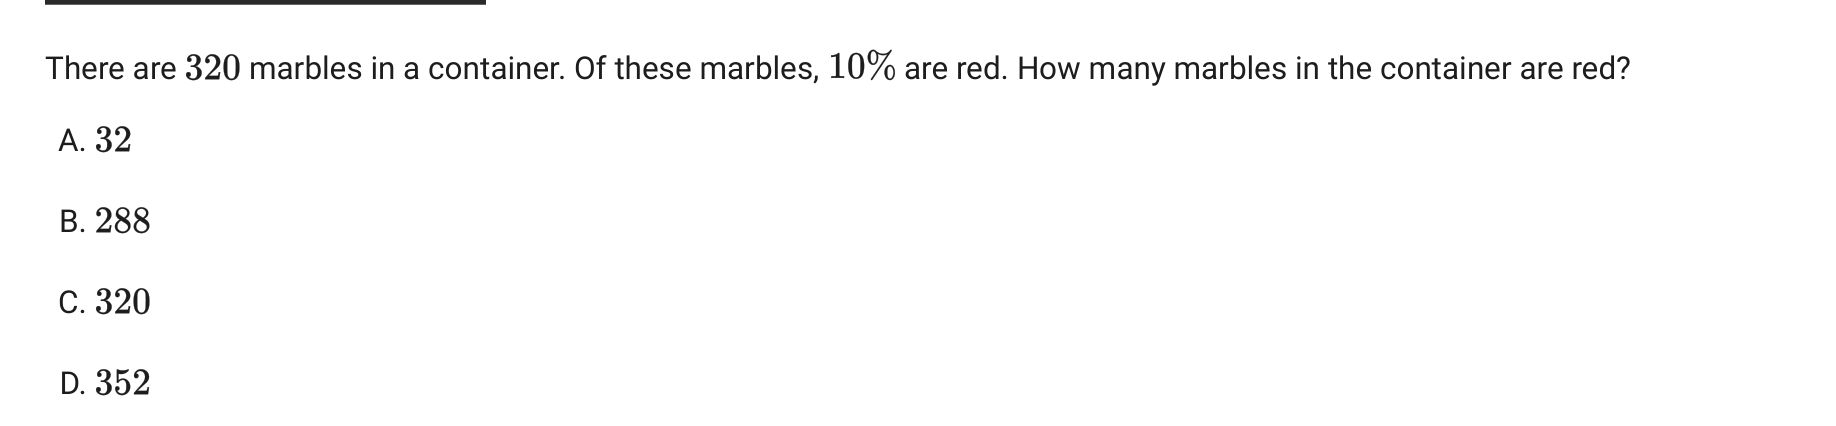 There are 320 marbles in a container. Of these marbles, 10% are red. How many marbles in the container are red?
A. 32
B. 288
C. 320
D. 352